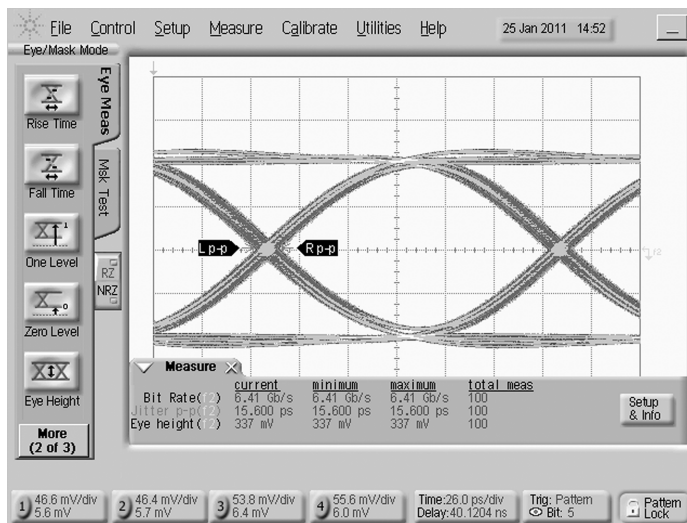 File Control Setup Measure Calibrate Utilities Help 25 Jan 2011 14:52
Eye/Mask Mode
Eye Meas
Msk Test
Rise Time
Fall Time
One Level
Zero Level
Eye Height
More
(2 of 3)
RZ
NRZ
L p-p R p-p
f2
Measure
current minimum maximum total meas
Bit Rate(f2) 6.41 Gb/s 6.41 Gb/s 6.41 Gb/s 100
Jitter p-p(f2) 15.600 ps 15.600 ps 15.600 ps 100
Eye height(f2) 337 mV 337 mV 337 mV 100
Setup
& Info
1 46.6 mV/div
5.6 mV
2 46.4 mV/div
5.7 mV
3 53.8 mV/div
6.4 mV
4 55.6 mV/div
6.0 mV
Time:26.0 ps/div
Delay:40.1204 ns
Trig: Pattern
Bit: 5
Pattern
Lock